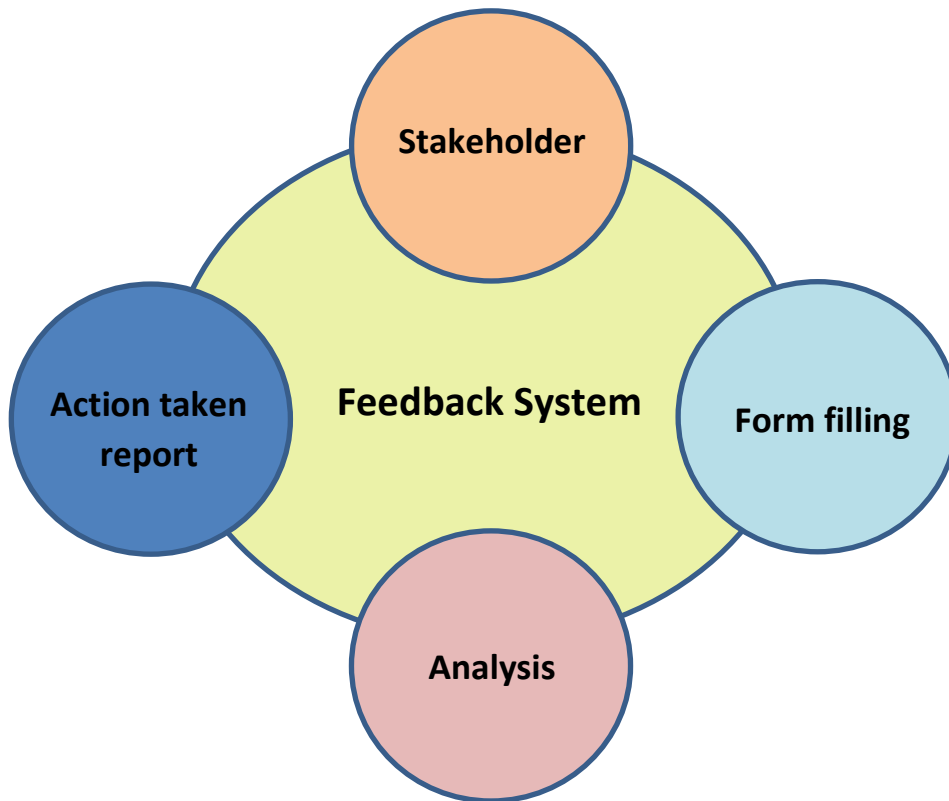 Stakeholder
Feedback System
Action taken
report
Form filling
Analysis